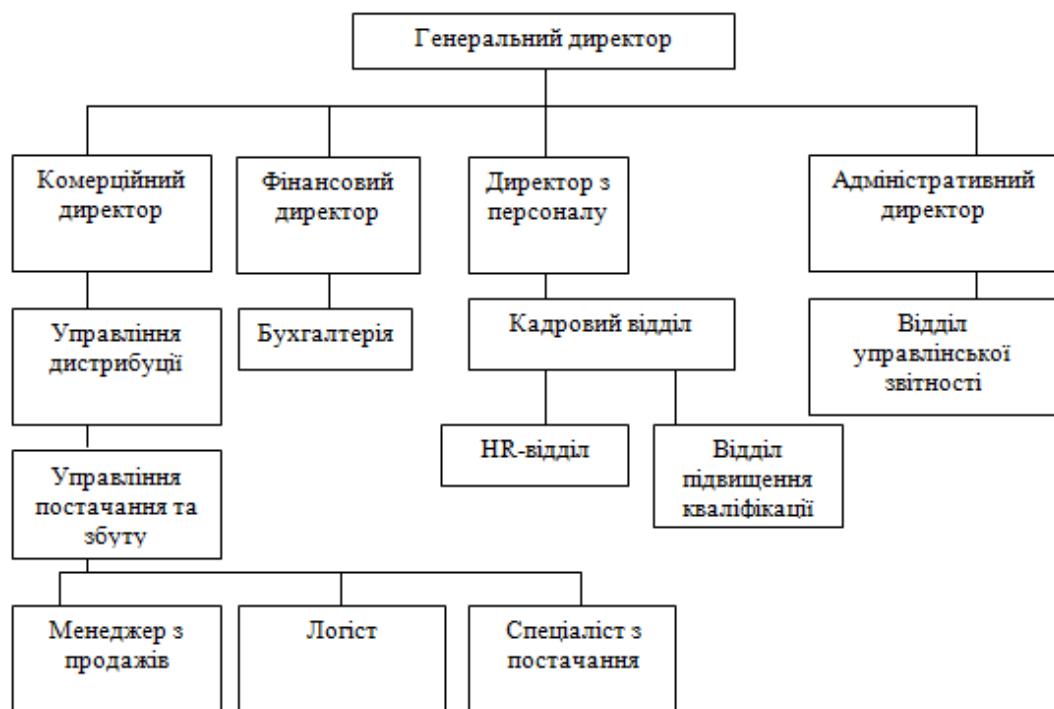 Генеральний директор
Комерційний
директор
Фінансовий
директор
Директор з
персоналу
Адміністративний
директор
Управління
дистрибуції
Бухгалтерія
Кадровий відділ
Відділ
управлінської
звітності
Управління
постачання та
збуту
HR-відділ
Відділ
підвищення
кваліфікації
Менеджер з
продажів
Логіст
Спеціаліст з
постачання